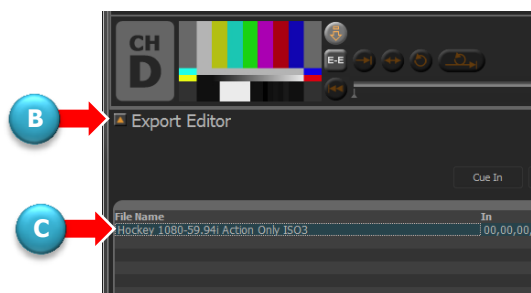 CH
D
E-E
B
Export Editor
Cue In
File Name In
C
Hockey 1080-59.94i Action Only ISO3 00,00,00,